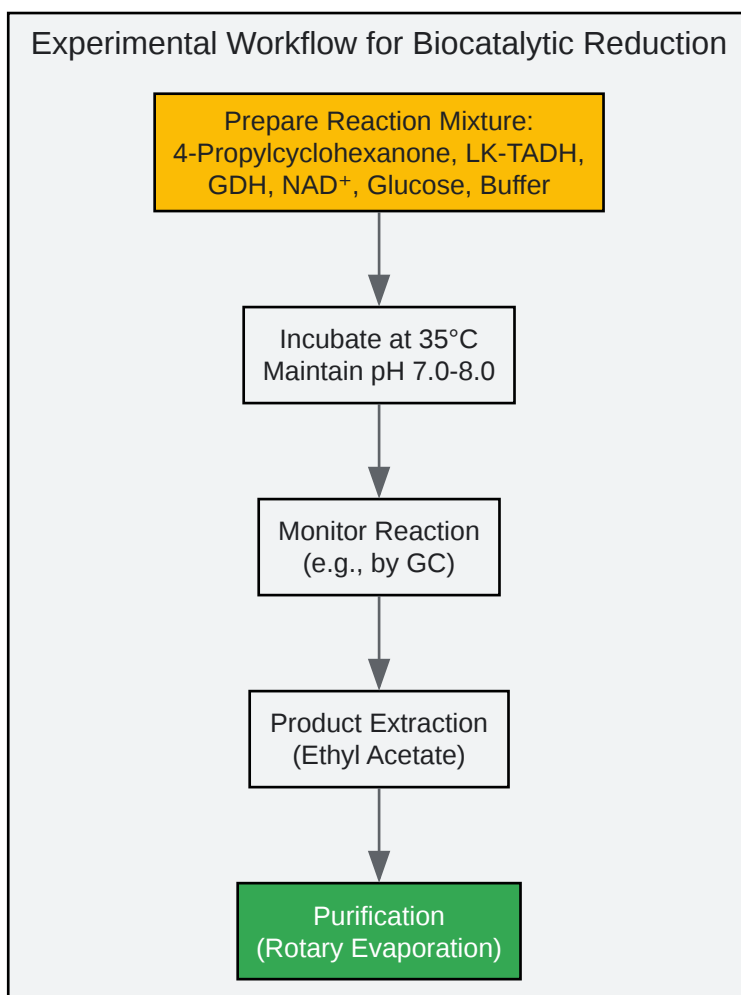 Experimental Workflow for Biocatalytic Reduction
Prepare Reaction Mixture:
4-Propylcyclohexanone, LK-TADH,
GDH, NAD⁺, Glucose, Buffer
Incubate at 35°C
Maintain pH 7.0-8.0
Monitor Reaction
(e.g., by GC)
Product Extraction
(Ethyl Acetate)
Purification
(Rotary Evaporation)